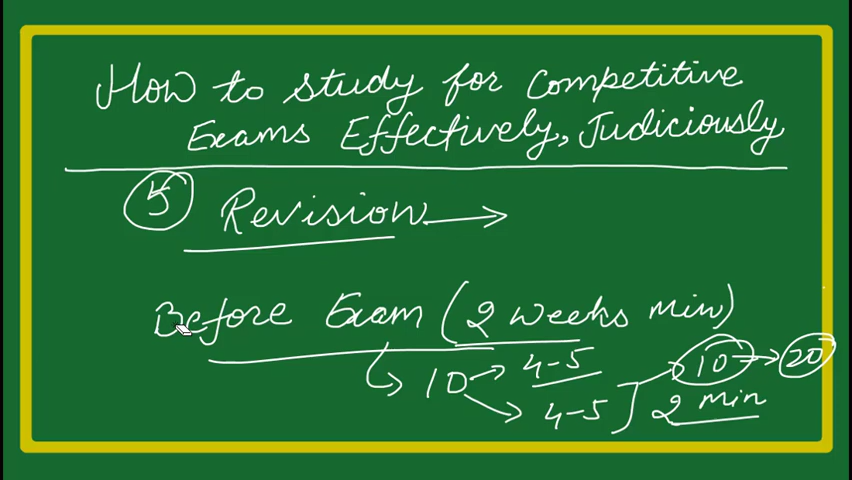 How to study for Competitive
Exams Effectively, Judiciously
5 Revision →
Before Exam (2 weeks min)
10 → 4-5
→ 4-5 ] → 10 → 20
2 min